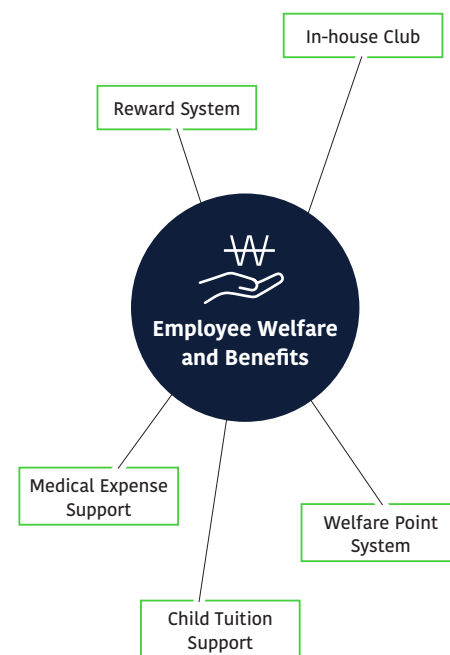 In-house Club
Reward System
Employee Welfare
and Benefits
Medical Expense
Support
Welfare Point
System
Child Tuition
Support